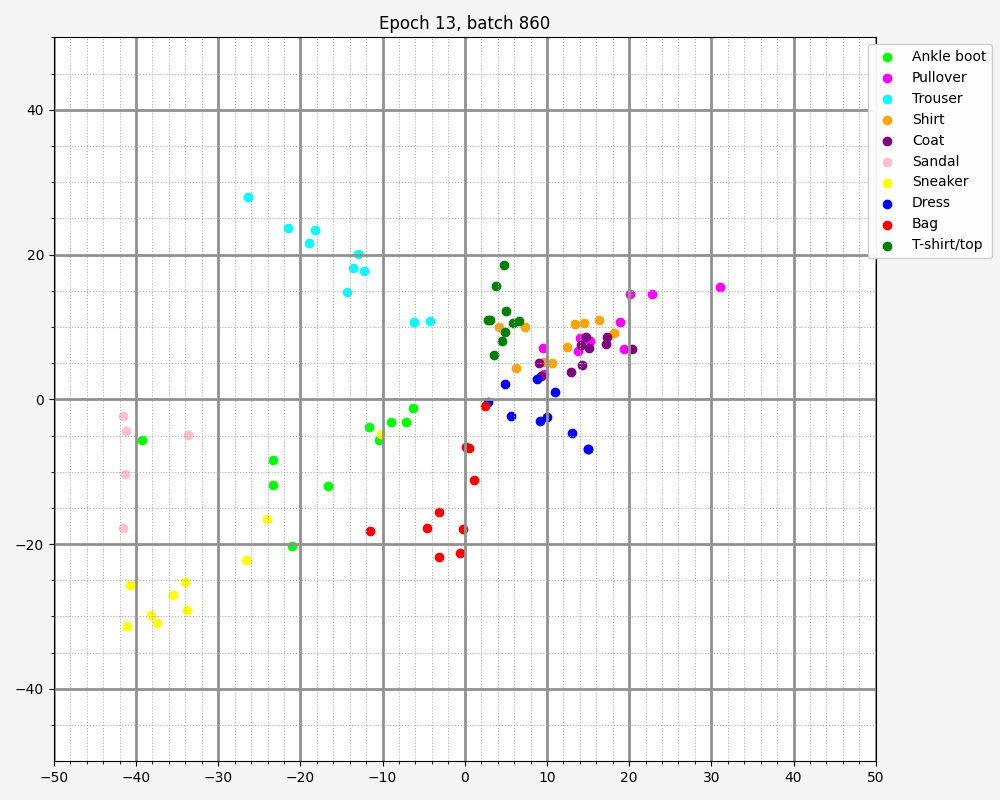 Epoch 13, batch 860
Ankle boot
Pullover
Trouser
Shirt
Coat
Sandal
Sneaker
Dress
Bag
T-shirt/top
40
20
0
−20
−40
−50 −40 −30 −20 −10 0 10 20 30 40 50